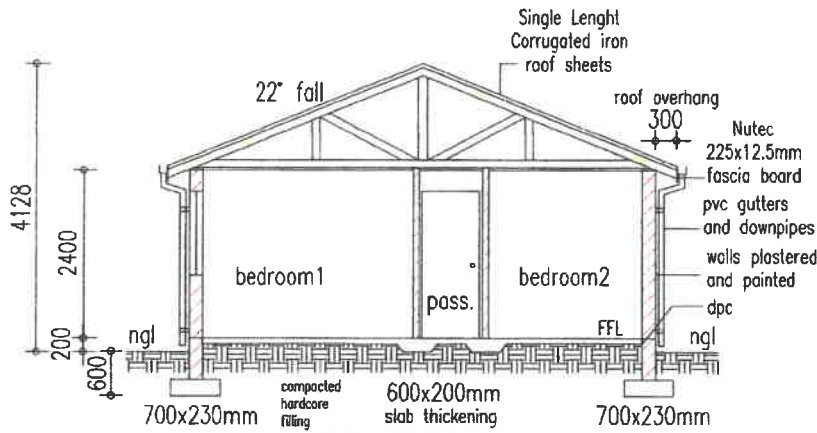 Single Lenght
Corrugated iron
roof sheets
22° fall
roof overhang
300
Nutec
225x12.5mm
fascia board
pvc gutters
and downpipes
walls plastered
and painted
dpc
4128
2400
200
600
bedroom1
pass.
bedroom2
FFL
ngl
ngl
compacted
hardcore
filling
600x200mm
slab thickening
700x230mm
700x230mm